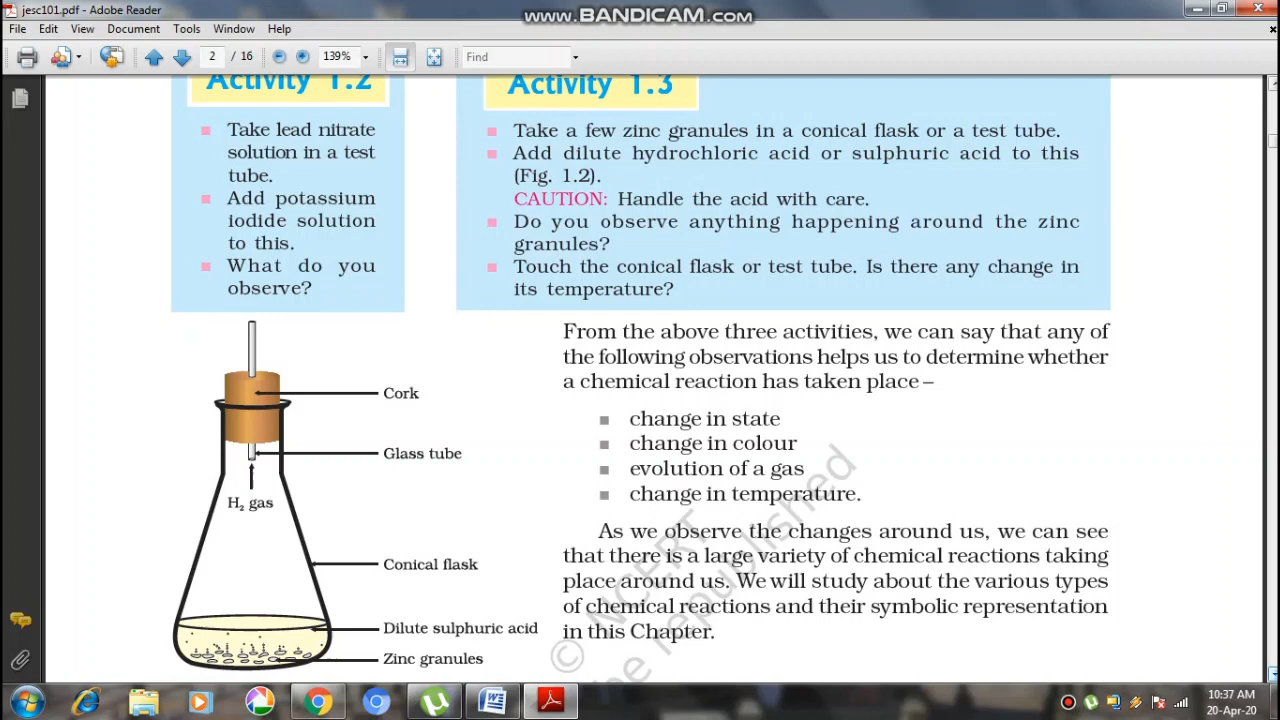 jesc101.pdf - Adobe Reader
www.BANDICAM.com
File Edit View Document Tools Window Help
2 / 16 139% Find
Activity 1.2
Take lead nitrate
solution in a test
tube.
Add potassium
iodide solution
to this.
What do you
observe?
Activity 1.3
Take a few zinc granules in a conical flask or a test tube.
Add dilute hydrochloric acid or sulphuric acid to this
(Fig. 1.2).
CAUTION: Handle the acid with care.
Do you observe anything happening around the zinc
granules?
Touch the conical flask or test tube. Is there any change in
its temperature?
Cork
Glass tube
H₂ gas
Conical flask
Dilute sulphuric acid
Zinc granules
From the above three activities, we can say that any of
the following observations helps us to determine whether
a chemical reaction has taken place –
change in state
change in colour
evolution of a gas
change in temperature.
As we observe the changes around us, we can see
that there is a large variety of chemical reactions taking
place around us. We will study about the various types
of chemical reactions and their symbolic representation
in this Chapter.
© NCERT
republished
10:37 AM
20-Apr-20